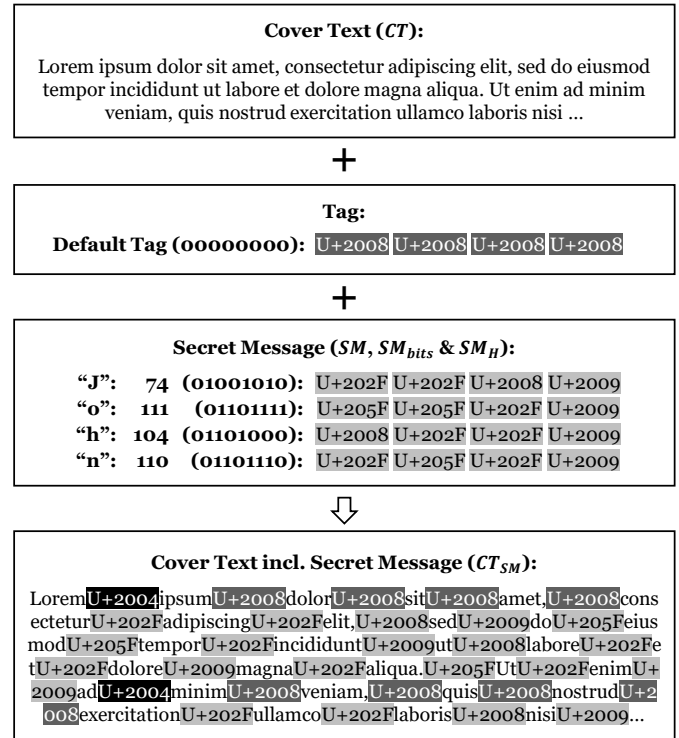 Cover Text (CT):
Lorem ipsum dolor sit amet, consectetur adipiscing elit, sed do eiusmod
tempor incididunt ut labore et dolore magna aliqua. Ut enim ad minim
veniam, quis nostrud exercitation ullamco laboris nisi ...
+
Tag:
Default Tag (00000000): U+2008 U+2008 U+2008 U+2008
+
Secret Message (SM, SM_bits & SM_H):
“J”: 74 (01001010): U+202F U+202F U+2008 U+2009
“o”: 111 (01101111): U+205F U+205F U+202F U+2009
“h”: 104 (01101000): U+2008 U+202F U+202F U+2009
“n”: 110 (01101110): U+202F U+205F U+202F U+2009
Cover Text incl. Secret Message (CT_SM):
LoremU+2004ipsumU+2008dolorU+2008sitU+2008amet,U+2008cons
ecteturU+202FadipiscingU+202Felit,U+2008sedU+2009doU+205Feius
modU+205FtemporU+202FincididuntU+2009utU+2008laboreU+202Fe
tU+202FdoloreU+2009magnaU+202Faliqua.U+205FUtU+202FenimU+
2009adU+2004minimU+2008veniam,U+2008quisU+2008nostrudU+2
008exercitationU+202FullamcoU+202FlaborisU+2008nisiU+2009...